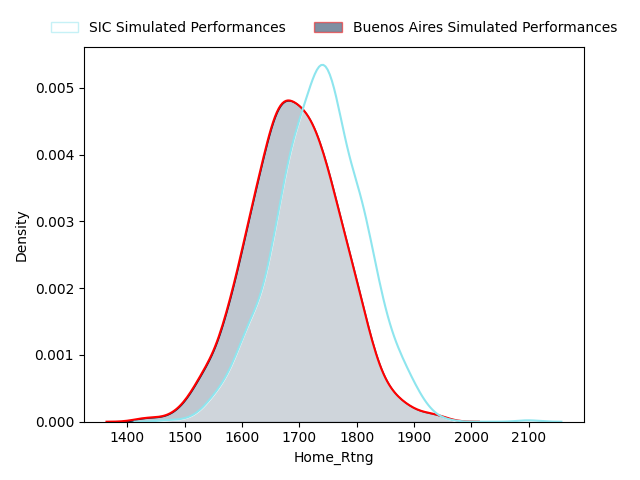 SIC Simulated Performances
Buenos Aires Simulated Performances
Density
0.005
0.004
0.003
0.002
0.001
0.000
1400 1500 1600 1700 1800 1900 2000 2100
Home_Rtng